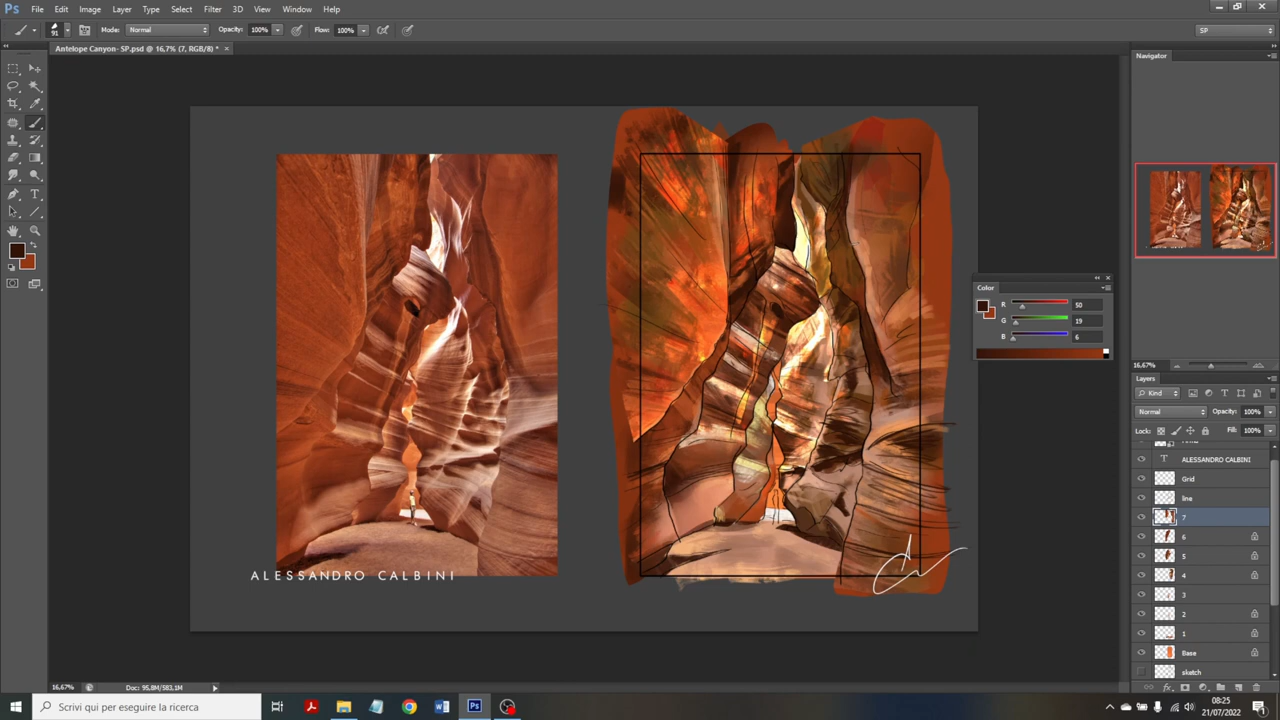 Ps File Edit Image Layer Type Select Filter 3D View Window Help
91 Mode: Normal Opacity: 100% Flow: 100% SP
Antelope Canyon- SP.psd @ 16,7% (7, RGB/8) * ×
Navigator
ALESSANDRO CALBINI
Color
R 50
G 19
B 6
16.67%
Layers
Kind
Normal Opacity: 100%
Lock: Fill: 100%
T ALESSANDRO CALBINI
Grid
line
7
6
5
4
3
2
1
Base
sketch
16.67% Doc: 95,8M/583,1M
Scrivi qui per eseguire la ricerca
08:25
21/07/2022